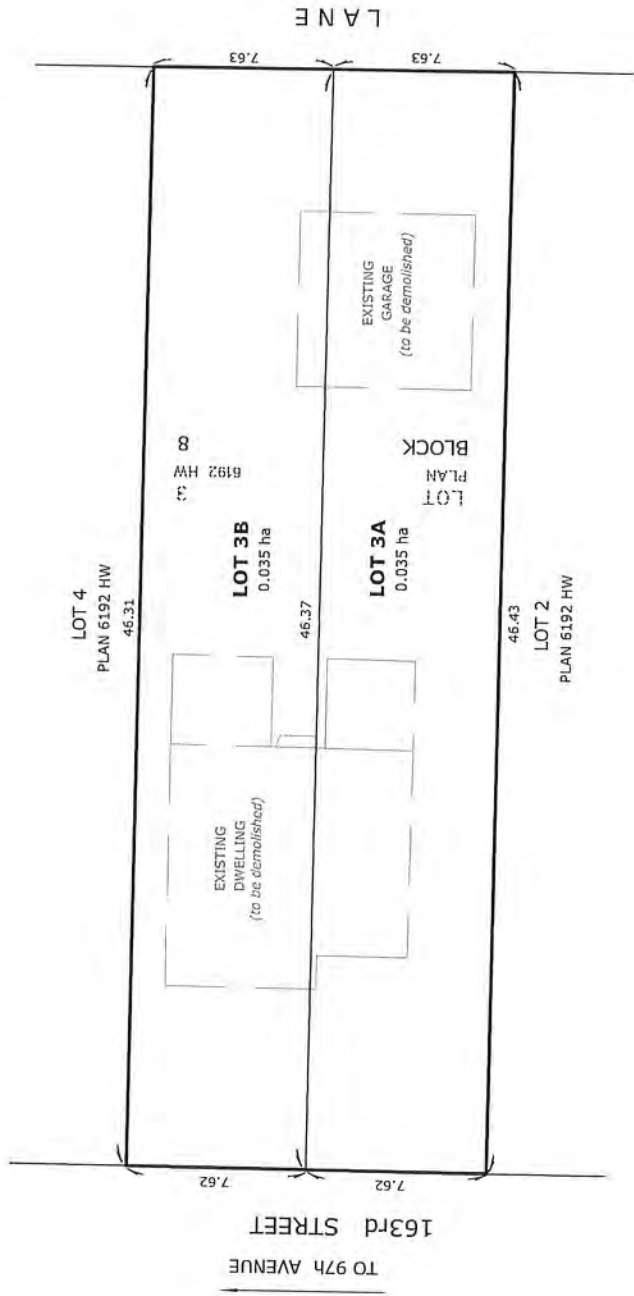 LANE
7.63
7.63
LOT 4
PLAN 6192 HW
46.31
EXISTING
GARAGE
(to be demolished)
8
6192 HW
3
BLOCK
PLAN
LOT
LOT 3B
0.035 ha
46.37
LOT 3A
0.035 ha
46.43
LOT 2
PLAN 6192 HW
EXISTING
DWELLING
(to be demolished)
7.62
7.62
163rd STREET
TO 97h AVENUE